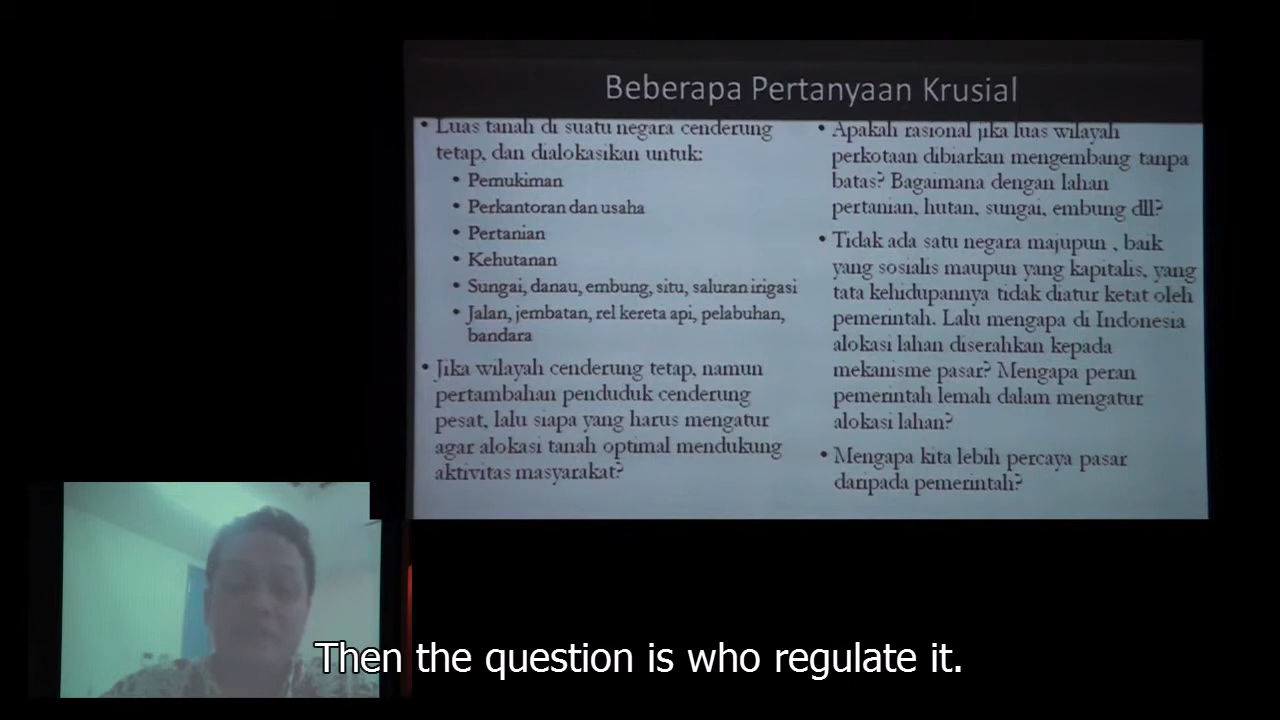 Beberapa Pertanyaan Krusial
• Luas tanah di suatu negara cenderung
tetap, dan dialokasikan untuk:
• Pemukiman
• Perkantoran dan usaha
• Pertanian
• Kehutanan
• Sungai, danau, embung, situ, saluran irigasi
• Jalan, jembatan, rel kereta api, pelabuhan,
bandara
• Jika wilayah cenderung tetap, namun
pertambahan penduduk cenderung
pesat, lalu siapa yang harus mengatur
agar alokasi tanah optimal mendukung
aktivitas masyarakat?
• Apakah rasional jika luas wilayah
perkotaan dibiarkan mengembang tanpa
batas? Bagaimana dengan lahan
pertanian, hutan, sungai, embung dll?
• Tidak ada satu negara majupun , baik
yang sosialis maupun yang kapitalis, yang
tata kehidupannya tidak diatur ketat oleh
pemerintah. Lalu mengapa di Indonesia
alokasi lahan diserahkan kepada
mekanisme pasar? Mengapa peran
pemerintah lemah dalam mengatur
alokasi lahan?
• Mengapa kita lebih percaya pasar
daripada pemerintah?
Then the question is who regulate it.